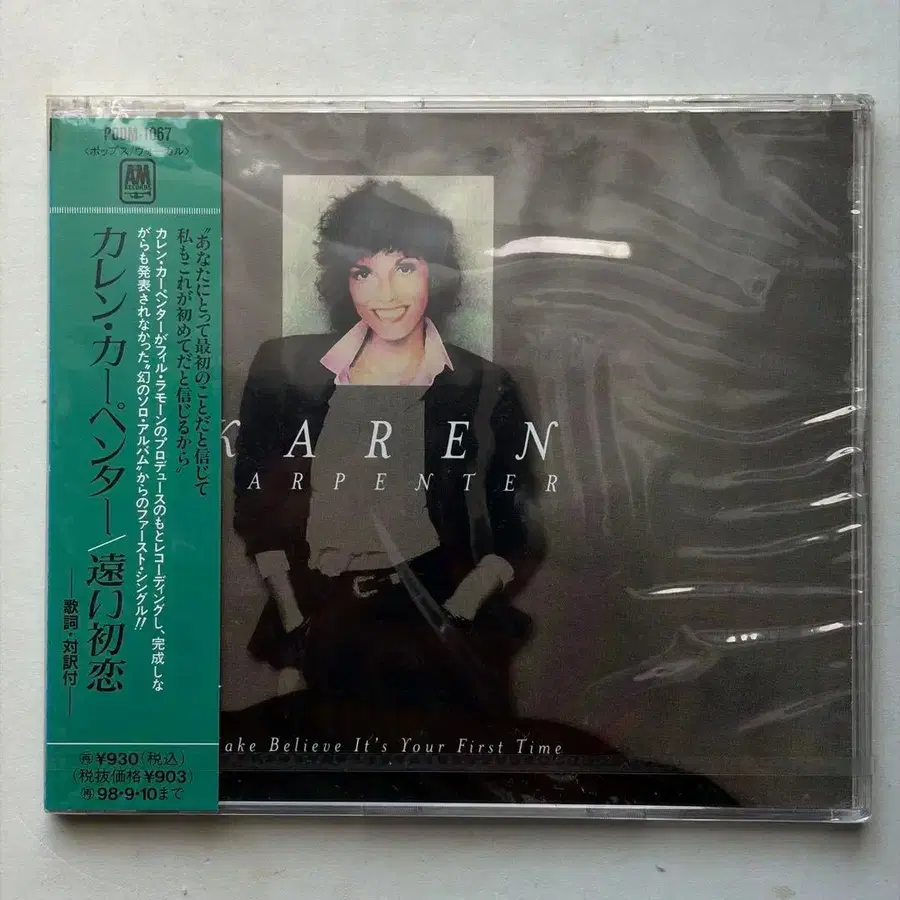 PODM-1067
〈ポップス/ヴォーカル〉
AM
RECORDS
“あなたにとって最初のことだと信じて
私もこれが初めてだと信じるから”
カレン・カーペンターがフィル・ラモーンのプロデュースのもとレコーディングし、完成しな
がらも発表されなかった“幻のソロ・アルバム”からのファースト・シングル!!
カレン・カーペンター/遠い初恋
—歌詞・対訳付—
KAREN
ARPENTER
ake Believe It's Your First Time
再¥930(税込)
(税抜価格¥903)
再98・9・10まで